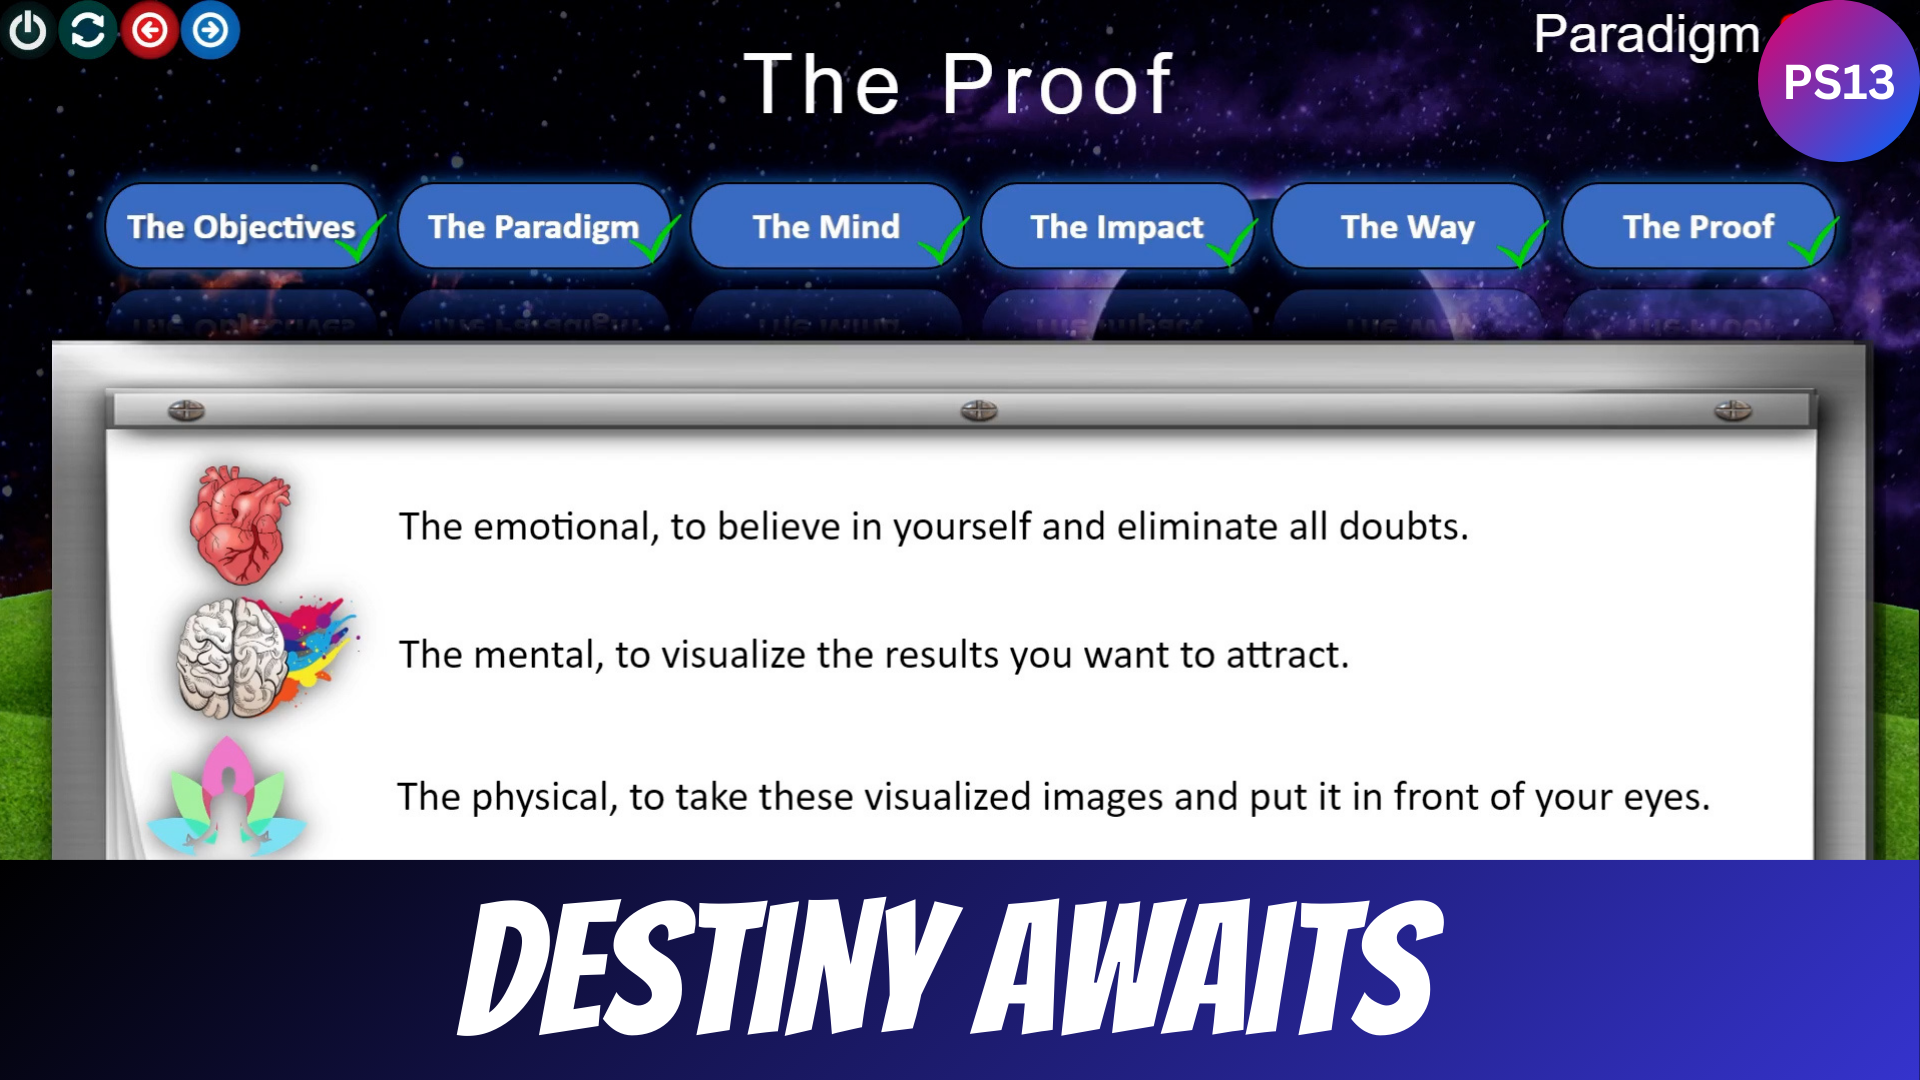 Paradigm
PS13
The Proof
The Objectives
The Paradigm
The Mind
The Impact
The Way
The Proof
The emotional, to believe in yourself and eliminate all doubts.
The mental, to visualize the results you want to attract.
The physical, to take these visualized images and put it in front of your eyes.
DESTINY AWAITS